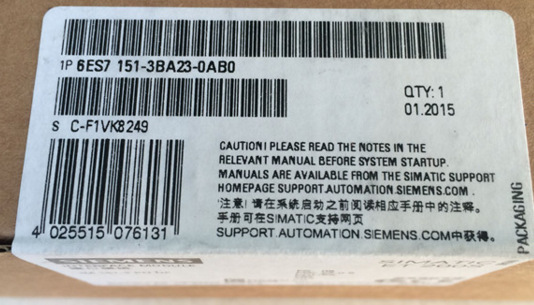 1P 6ES7 151-3BA23-0AB0
QTY: 1
01.2015
S C-F1VK8249
CAUTION! PLEASE READ THE NOTES IN THE
RELEVANT MANUAL BEFORE SYSTEM STARTUP.
MANUALS ARE AVAILABLE FROM THE SIMATIC SUPPORT
HOMEPAGE SUPPORT.AUTOMATION.SIEMENS.COM .
注意! 请在系统启动之前阅读相应手册中的注释。
手册可在SIMATIC支持网页
SUPPORT.AUTOMATION.SIEMENS.COM中获得。
4 025515 076131
PACKAGING
SIEMENS
SIMATIC